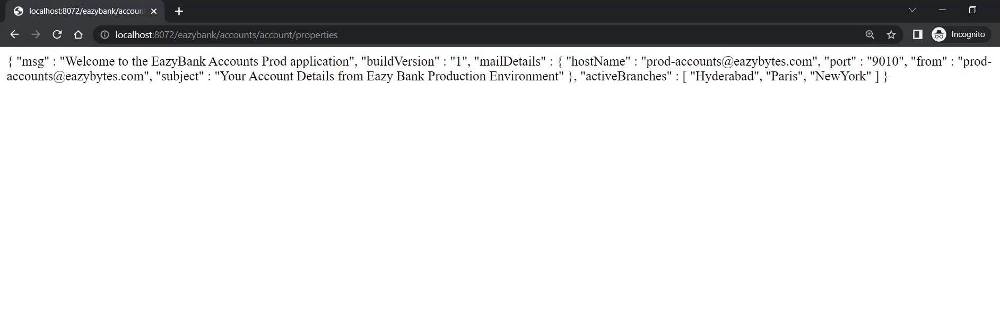 localhost:8072/eazybank/accoun
localhost:8072/eazybank/accounts/account/properties
Incognito
{ "msg" : "Welcome to the EazyBank Accounts Prod application", "buildVersion" : "1", "mailDetails" : { "hostName" : "prod-accounts@eazybytes.com", "port" : "9010", "from" : "prod-
accounts@eazybytes.com", "subject" : "Your Account Details from Eazy Bank Production Environment" }, "activeBranches" : [ "Hyderabad", "Paris", "NewYork" ] }